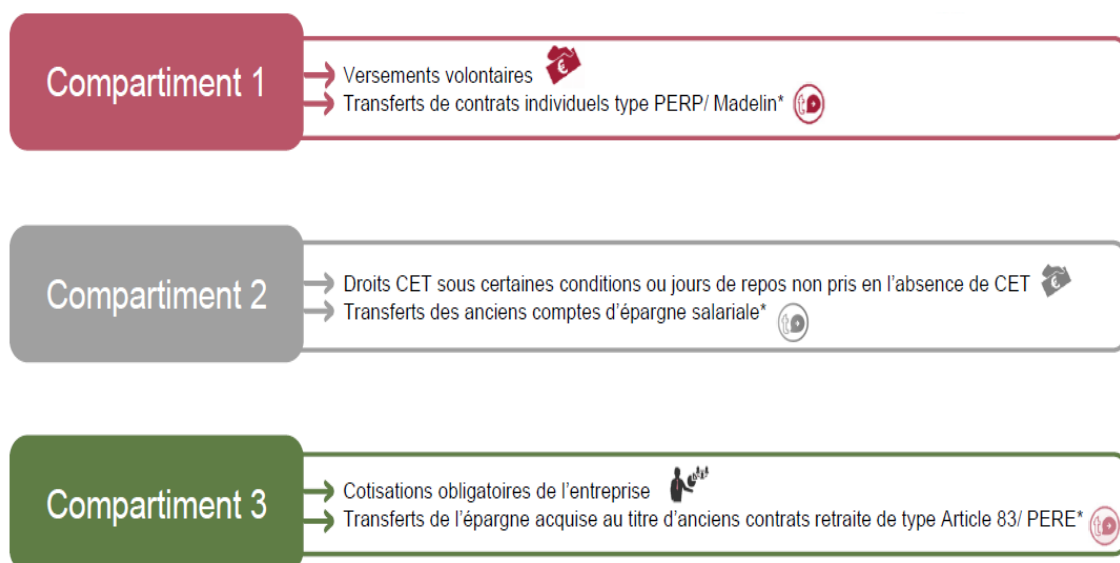 Compartiment 1
Versements volontaires
Transferts de contrats individuels type PERP/ Madelin*
Compartiment 2
Droits CET sous certaines conditions ou jours de repos non pris en l'absence de CET
Transferts des anciens comptes d'épargne salariale*
Compartiment 3
Cotisations obligatoires de l'entreprise
Transferts de l'épargne acquise au titre d'anciens contrats retraite de type Article 83/ PERE*